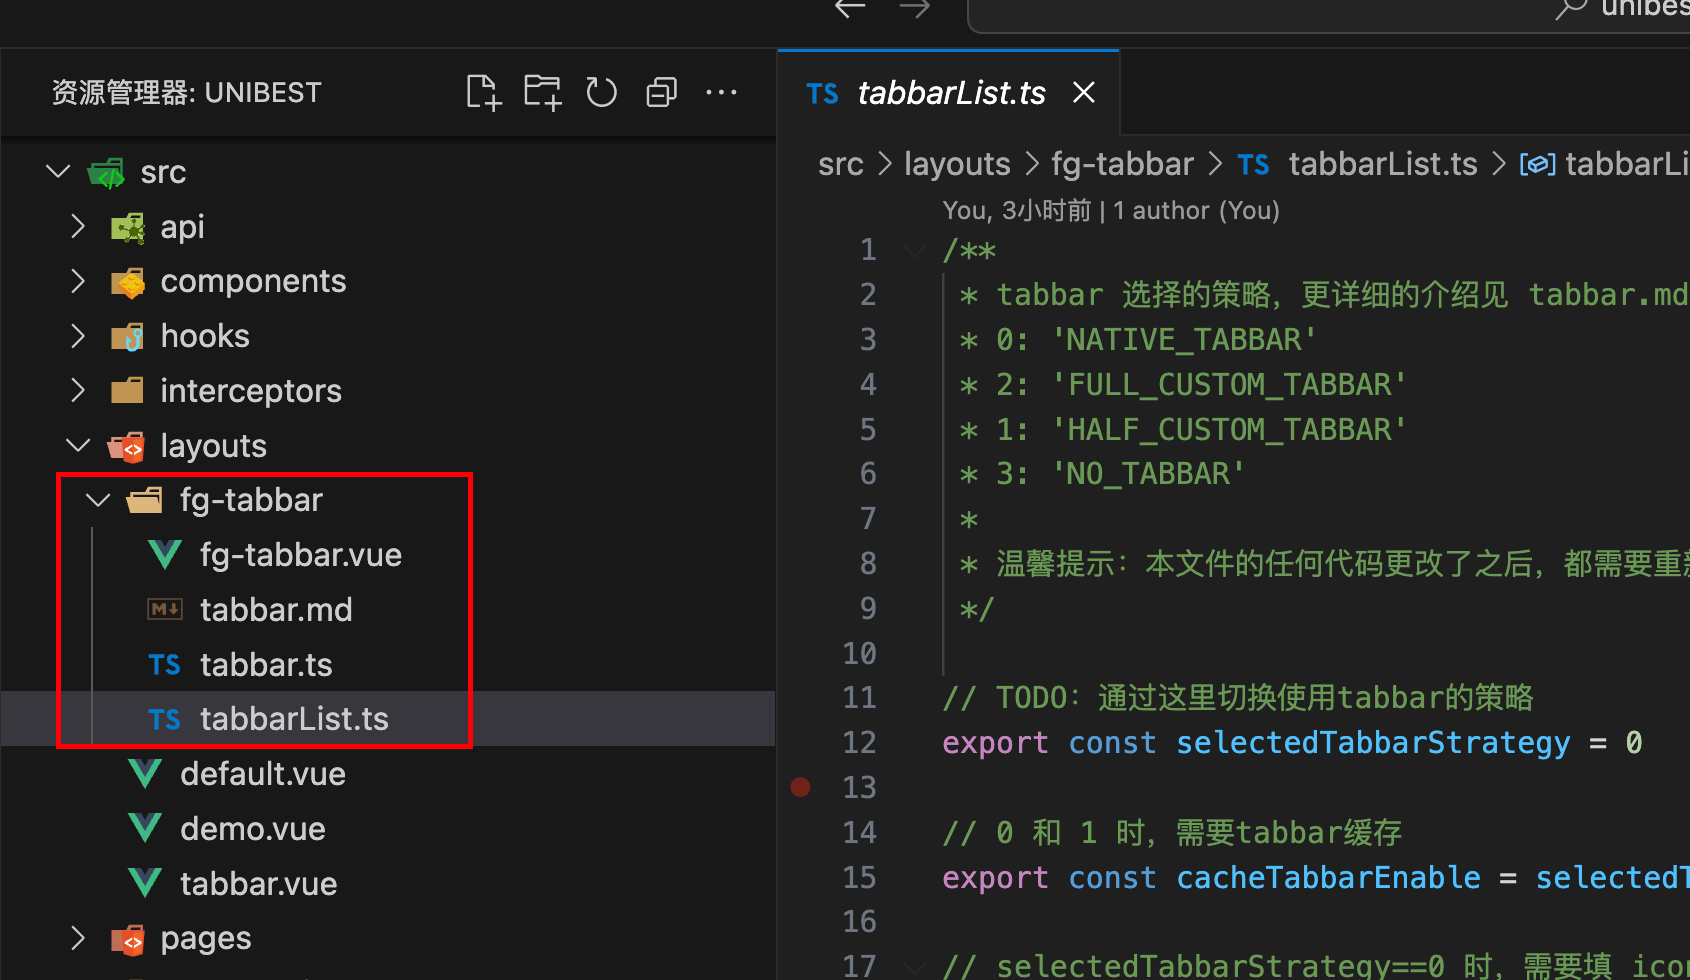 unibes
资源管理器: UNIBEST
src
api
components
hooks
interceptors
layouts
fg-tabbar
fg-tabbar.vue
tabbar.md
TS tabbar.ts
TS tabbarList.ts
default.vue
demo.vue
tabbar.vue
pages
TS tabbarList.ts
src > layouts > fg-tabbar > TS tabbarList.ts > tabbarLi
You, 3小时前 | 1 author (You)
1 /**
2 * tabbar 选择的策略，更详细的介绍见 tabbar.md
3 * 0: 'NATIVE_TABBAR'
4 * 2: 'FULL_CUSTOM_TABBAR'
5 * 1: 'HALF_CUSTOM_TABBAR'
6 * 3: 'NO_TABBAR'
7 *
8 * 温馨提示：本文件的任何代码更改了之后，都需要重新
9 */
10
11 // TODO：通过这里切换使用tabbar的策略
12 export const selectedTabbarStrategy = 0
13
14 // 0 和 1 时，需要tabbar缓存
15 export const cacheTabbarEnable = selectedT
16
17 // selectedTabbarStrategy==0 时，需要填 icon